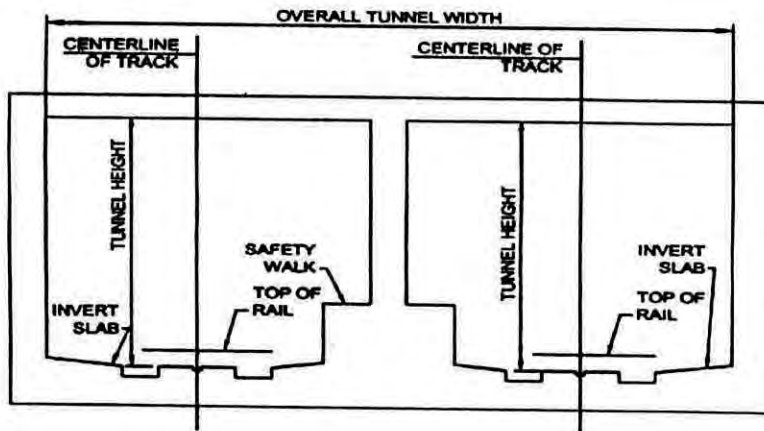 OVERALL TUNNEL WIDTH
CENTERLINE
OF TRACK
CENTERLINE OF
TRACK
TUNNEL HEIGHT
TUNNEL HEIGHT
SAFETY
WALK
INVERT
SLAB
TOP OF
RAIL
TOP OF
RAIL
INVERT
SLAB